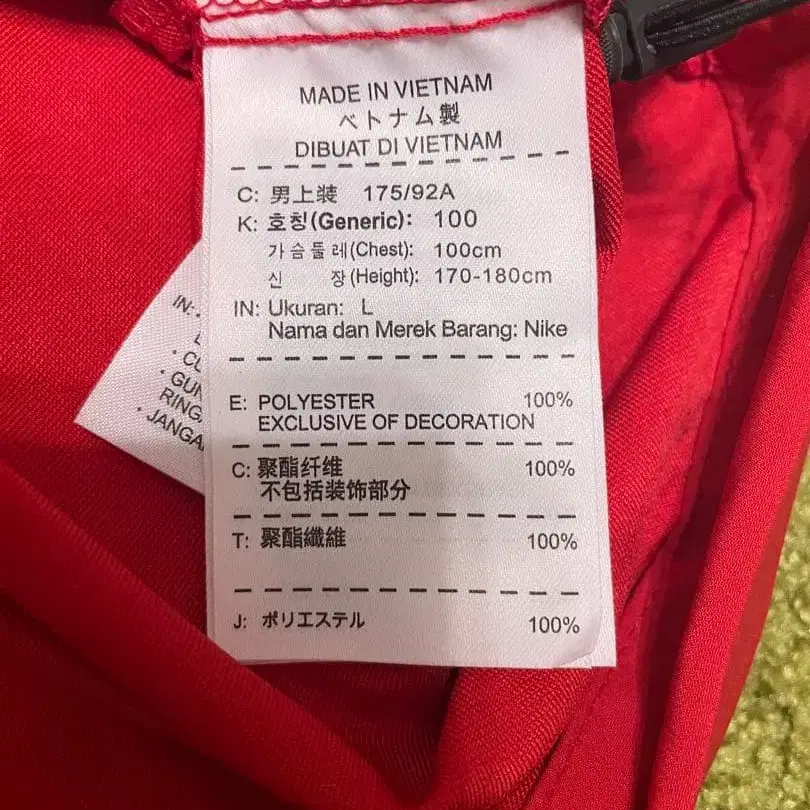 MADE IN VIETNAM
ベトナム製
DIBUAT DI VIETNAM
C: 男上装 175/92A
K: 호칭(Generic): 100
가슴둘레(Chest): 100cm
신 장(Height): 170-180cm
IN: Ukuran: L
Nama dan Merek Barang: Nike
E: POLYESTER 100%
EXCLUSIVE OF DECORATION
C: 聚酯纤维 100%
不包括装饰部分
T: 聚酯纖維 100%
J: ポリエステル 100%
IN: